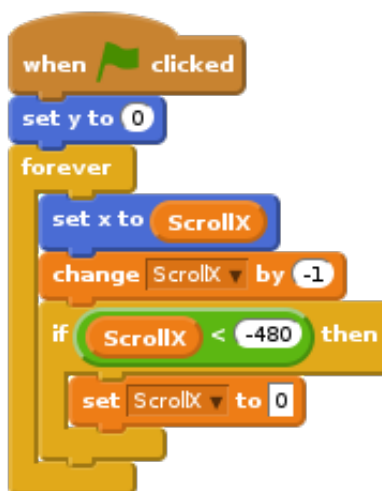 when clicked
set y to 0
forever
set x to ScrollX
change ScrollX by -1
if ScrollX < -480 then
set ScrollX to 0